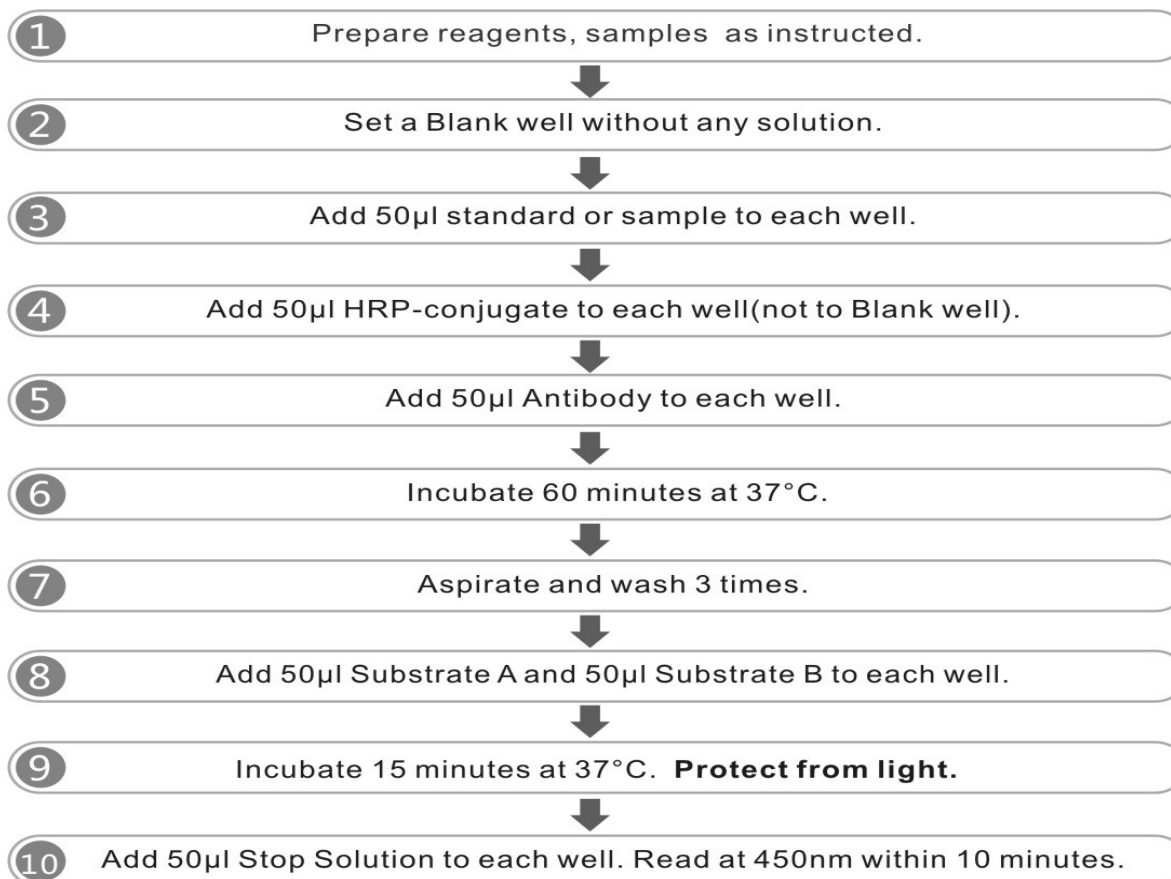 1 Prepare reagents, samples as instructed.
2 Set a Blank well without any solution.
3 Add 50μl standard or sample to each well.
4 Add 50μl HRP-conjugate to each well(not to Blank well).
5 Add 50μl Antibody to each well.
6 Incubate 60 minutes at 37°C.
7 Aspirate and wash 3 times.
8 Add 50μl Substrate A and 50μl Substrate B to each well.
9 Incubate 15 minutes at 37°C. Protect from light.
10 Add 50μl Stop Solution to each well. Read at 450nm within 10 minutes.